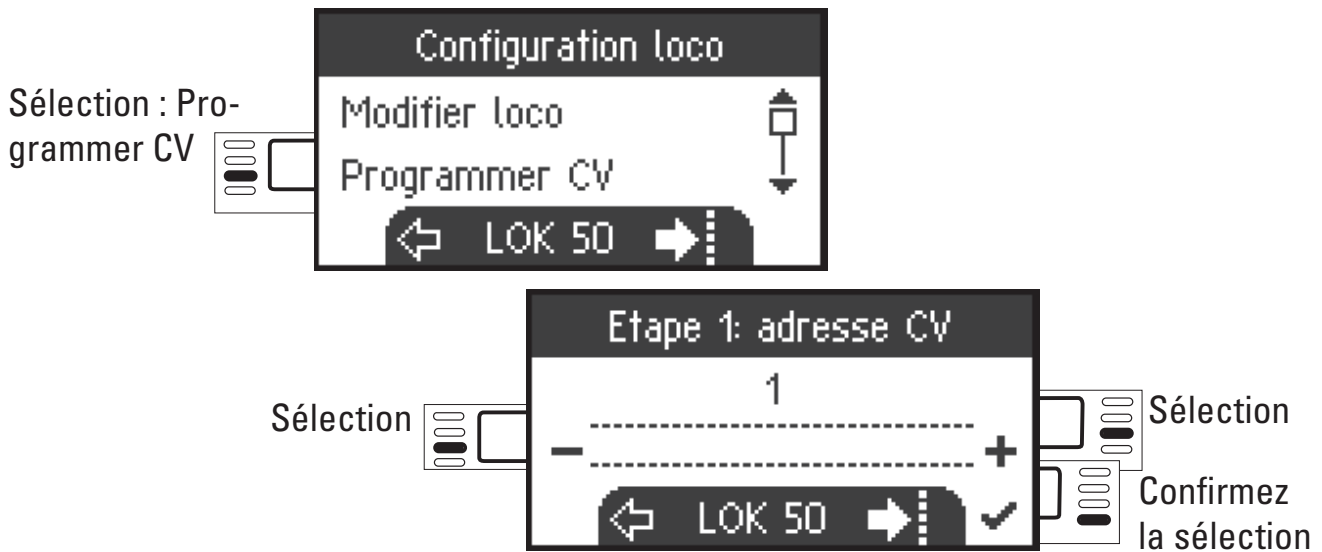 Configuration loco
Sélection : Pro-
grammer CV
Modifier loco
Programmer CV
LOK 50
Etape 1: adresse CV
1
Sélection
Sélection
LOK 50
Confirmez
la sélection